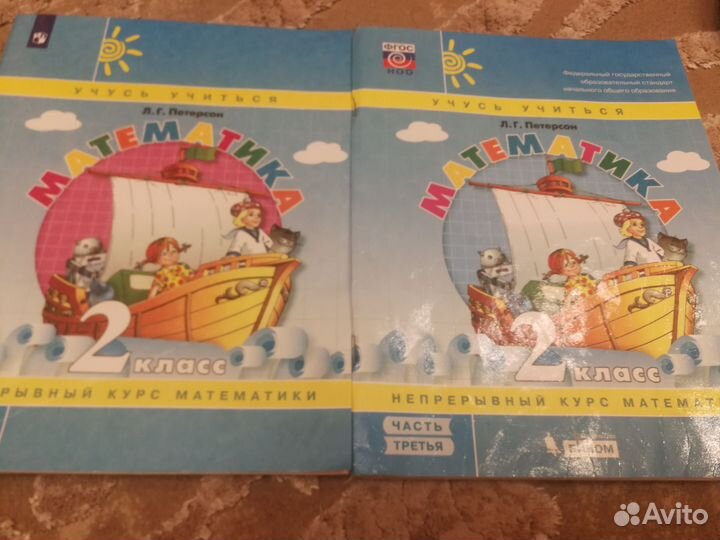 УЧУСЬ УЧИТЬСЯ
Л.Г. Петерсон
МАТЕМАТИКА
2 класс
РЫВНЫЙ КУРС МАТЕМАТИКИ
ФГОС
НОО
Федеральный государственный
образовательный стандарт
начального общего образования
УЧУСЬ УЧИТЬСЯ
Л.Г. Петерсон
МАТЕМАТИКА
2 класс
НЕПРЕРЫВНЫЙ КУРС МАТЕМАТ
ЧАСТЬ
ТРЕТЬЯ
БИНОМ
Avito